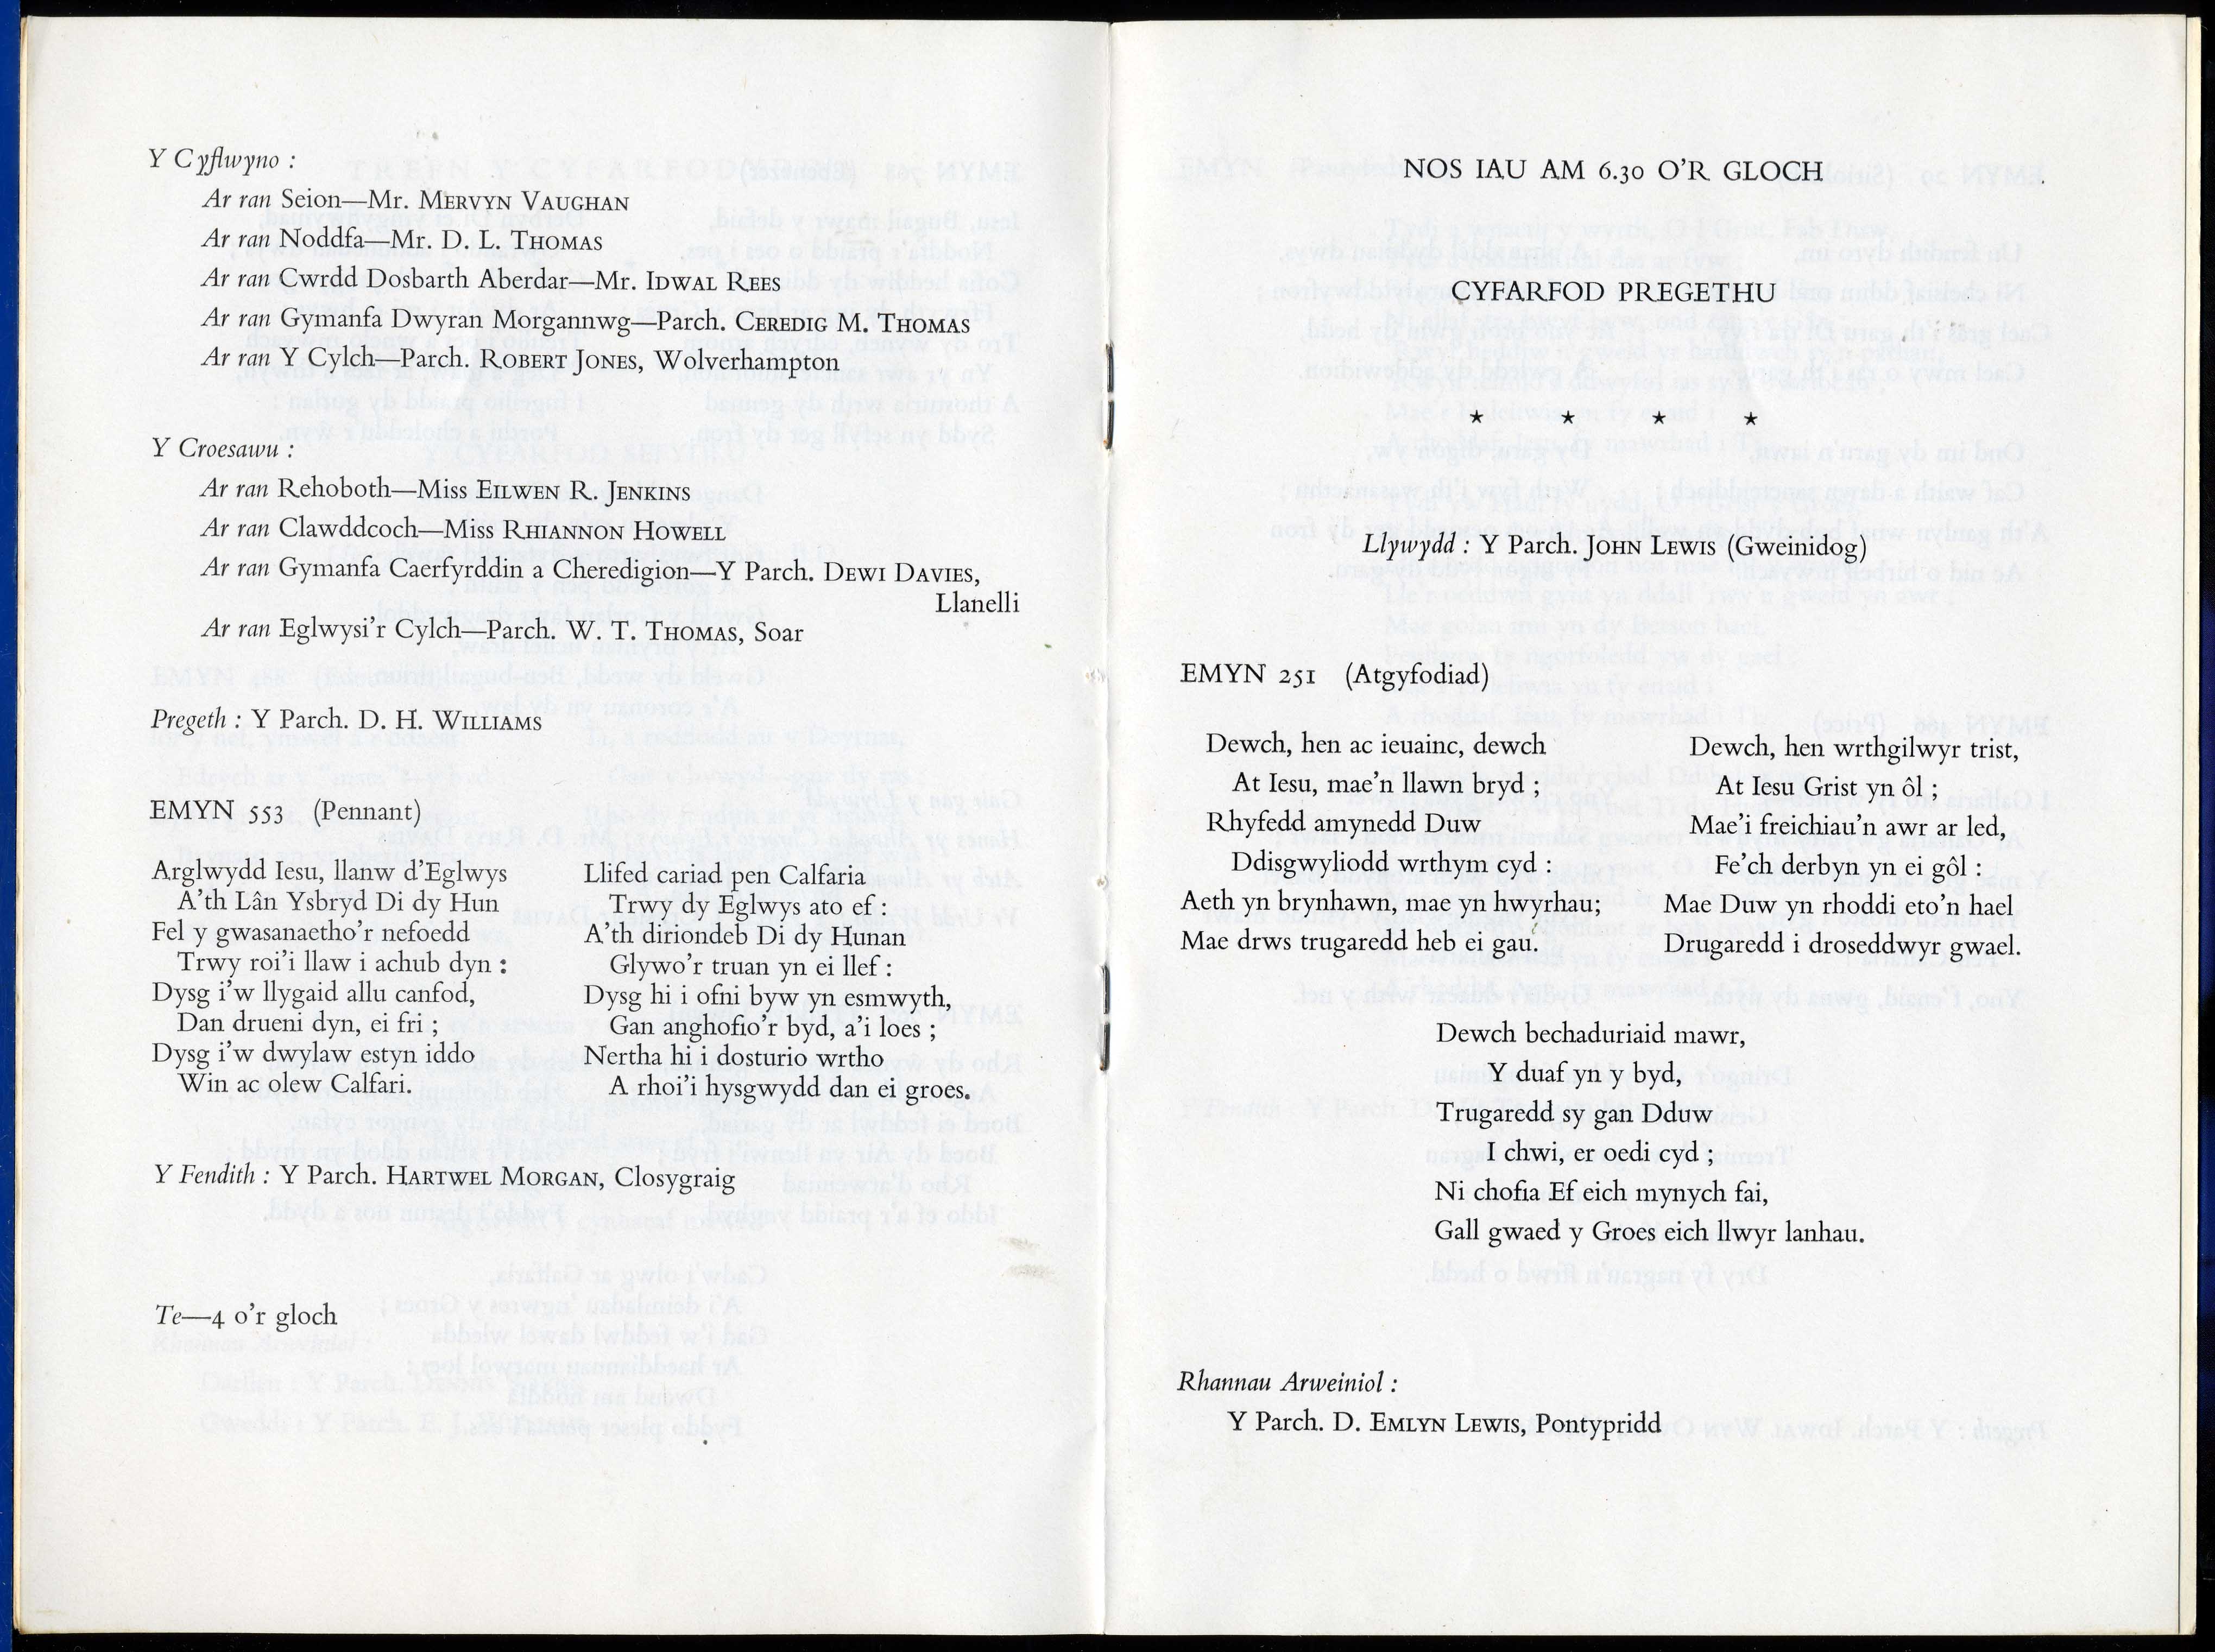 Y Cyflwyno :
Ar ran Seion—Mr. MERVYN VAUGHAN
Ar ran Noddfa—Mr. D. L. THOMAS
Ar ran Cwrdd Dosbarth Aberdar—Mr. IDWAL REES
Ar ran Gymanfa Dwyran Morgannwg—Parch. CEREDIG M. THOMAS
Ar ran Y Cylch—Parch. ROBERT JONES, Wolverhampton
Y Croesawu :
Ar ran Rehoboth—Miss EILWEN R. JENKINS
Ar ran Clawddcoch—Miss RHIANNON HOWELL
Ar ran Gymanfa Caerfyrddin a Cheredigion—Y Parch. DEWI DAVIES,
Llanelli
Ar ran Eglwysi'r Cylch—Parch. W. T. THOMAS, Soar
Pregeth : Y Parch. D. H. WILLIAMS
EMYN 553 (Pennant)
Arglwydd Iesu, llanw d'Eglwys
A'th Lân Ysbryd Di dy Hun
Fel y gwasanaetho'r nefoedd
Trwy roi'i llaw i achub dyn :
Dysg i'w llygaid allu canfod,
Dan drueni dyn, ei fri ;
Dysg i'w dwylaw estyn iddo
Win ac olew Calfari.
Llifed cariad pen Calfaria
Trwy dy Eglwys ato ef :
A'th diriondeb Di dy Hunan
Glywo'r truan yn ei llef :
Dysg hi i ofni byw yn esmwyth,
Gan anghofio'r byd, a'i loes ;
Nertha hi i dosturio wrtho
A rhoi'i hysgwydd dan ei groes.
Y Fendith : Y Parch. HARTWEL MORGAN, Closygraig
Te—4 o'r gloch
NOS IAU AM 6.30 O'R GLOCH
CYFARFOD PREGETHU
★ ★ ★ ★
Llywydd : Y Parch. JOHN LEWIS (Gweinidog)
EMYN 251 (Atgyfodiad)
Dewch, hen ac ieuainc, dewch
At Iesu, mae'n llawn bryd ;
Rhyfedd amynedd Duw
Ddisgwyliodd wrthym cyd :
Aeth yn brynhawn, mae yn hwyrhau;
Mae drws trugaredd heb ei gau.
Dewch, hen wrthgilwyr trist,
At Iesu Grist yn ôl ;
Mae'i freichiau'n awr ar led,
Fe'ch derbyn yn ei gôl :
Mae Duw yn rhoddi eto'n hael
Drugaredd i droseddwyr gwael.
Dewch bechaduriaid mawr,
Y duaf yn y byd,
Trugaredd sy gan Dduw
I chwi, er oedi cyd ;
Ni chofia Ef eich mynych fai,
Gall gwaed y Groes eich llwyr lanhau.
Rhannau Arweiniol :
Y Parch. D. EMLYN LEWIS, Pontypridd